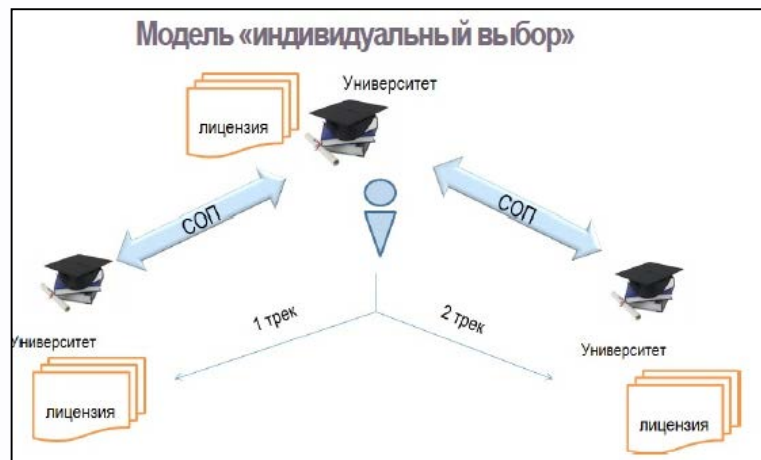 Модель «индивидуальный выбор»
Университет
лицензия
СОП
СОП
1 трек
2 трек
Университет
лицензия
Университет
лицензия